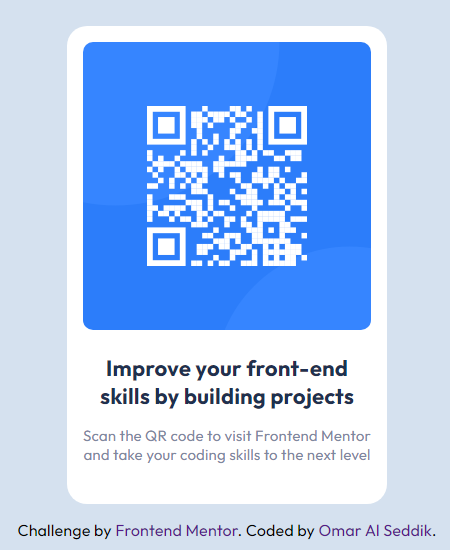 Improve your front-end
skills by building projects
Scan the QR code to visit Frontend Mentor
and take your coding skills to the next level
Challenge by Frontend Mentor. Coded by Omar Al Seddik.